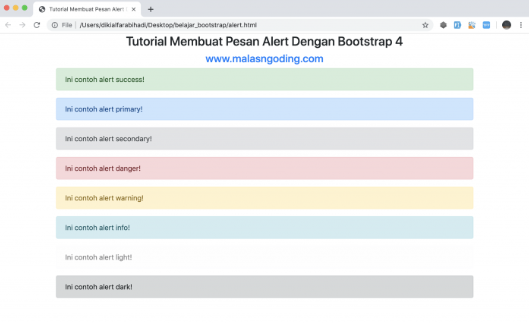 Tutorial Membuat Pesan Alert
File
/Users/dikialfarabihadi/Desktop/belajar_bootstrap/alert.html
Tutorial Membuat Pesan Alert Dengan Bootstrap 4
www.malasngoding.com
Ini contoh alert success!
Ini contoh alert primary!
Ini contoh alert secondary!
Ini contoh alert danger!
Ini contoh alert warning!
Ini contoh alert info!
Ini contoh alert light!
Ini contoh alert dark!